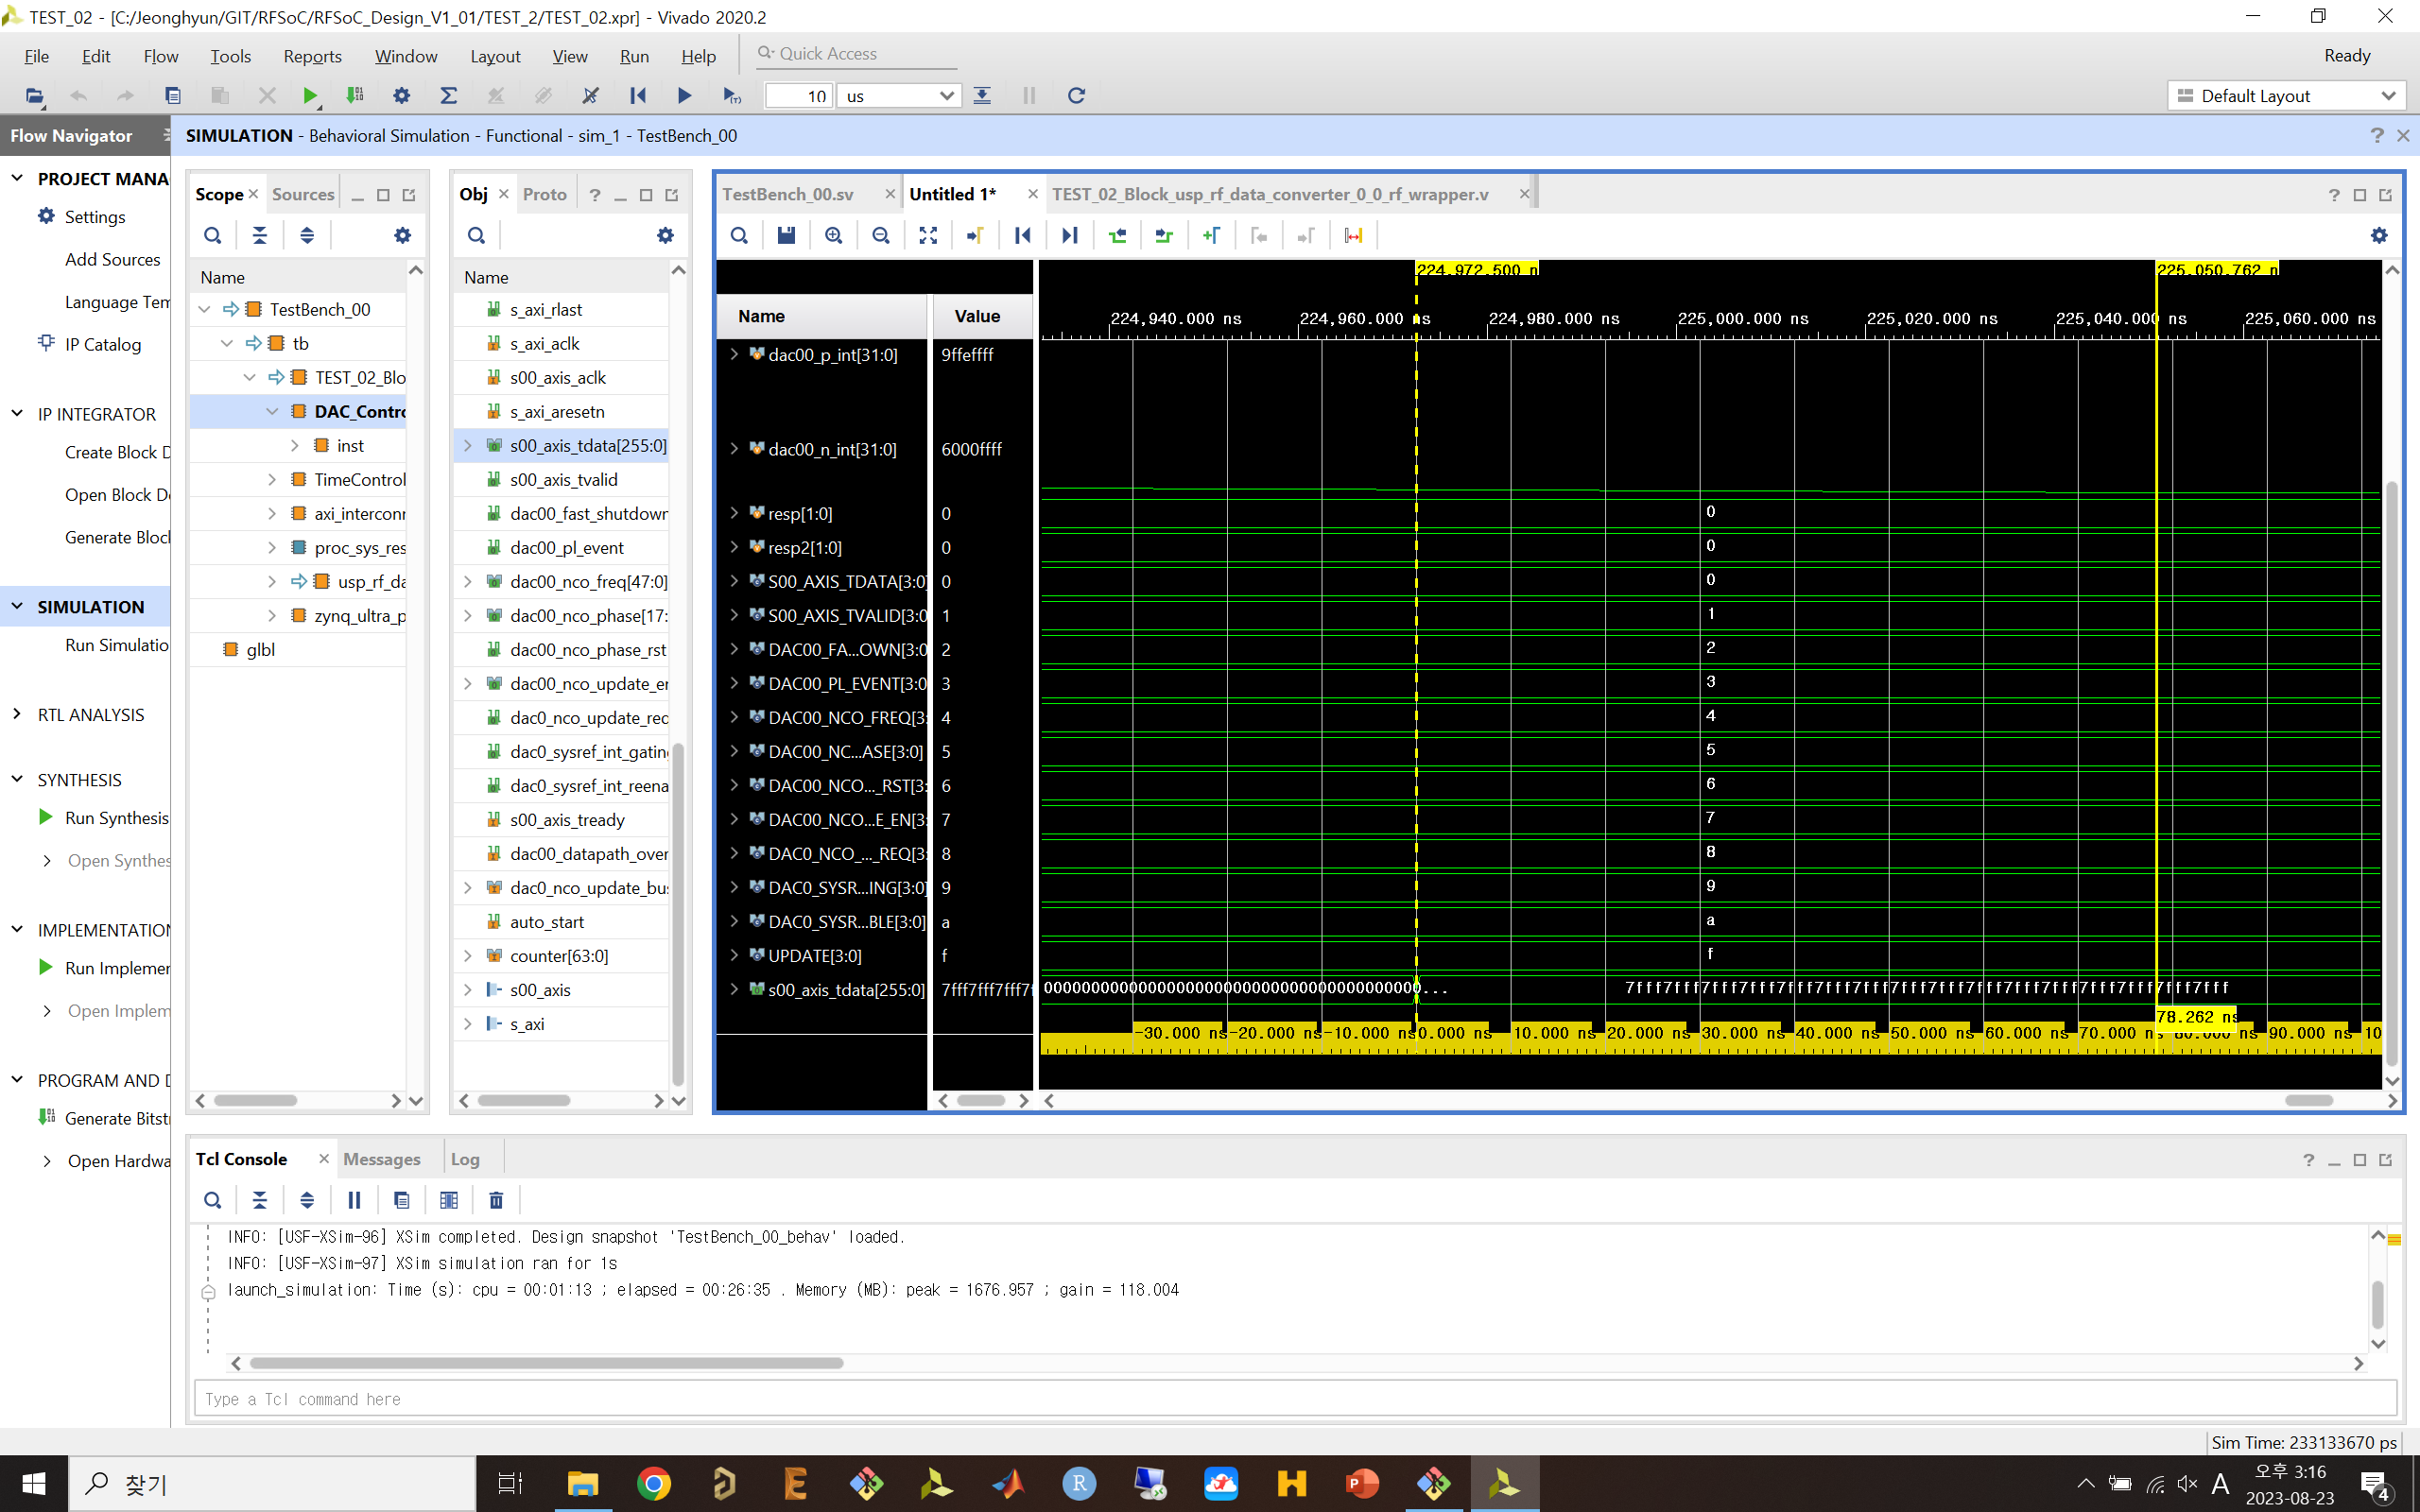 TEST_02 - [C:/Jeonghyun/GIT/RFSoC/RFSoC_Design_V1_01/TEST_2/TEST_02.xpr] - Vivado 2020.2
File Edit Flow Tools Reports Window Layout View Run Help Quick Access Ready
10 us Default Layout
Flow Navigator
SIMULATION - Behavioral Simulation - Functional - sim_1 - TestBench_00
PROJECT MANA
Settings
Add Sources
Language Tem
IP Catalog
IP INTEGRATOR
Create Block D
Open Block De
Generate Block
SIMULATION
Run Simulatio
RTL ANALYSIS
SYNTHESIS
Run Synthesis
Open Synthes
IMPLEMENTATION
Run Implemen
Open Implem
PROGRAM AND D
Generate Bitst
Open Hardwa
Scope Sources
Name
TestBench_00
tb
TEST_02_Blo
DAC_Contro
inst
TimeControl
axi_interconn
proc_sys_res
usp_rf_da
zynq_ultra_p
glbl
Obj Proto ?
Name
s_axi_rlast
s_axi_aclk
s00_axis_aclk
s_axi_aresetn
s00_axis_tdata[255:0]
s00_axis_tvalid
dac00_fast_shutdown
dac00_pl_event
dac00_nco_freq[47:0]
dac00_nco_phase[17:
dac00_nco_phase_rst
dac00_nco_update_en
dac0_nco_update_req
dac0_sysref_int_gating
dac0_sysref_int_reena
s00_axis_tready
dac00_datapath_over
dac0_nco_update_bus
auto_start
counter[63:0]
s00_axis
s_axi
TestBench_00.sv Untitled 1* TEST_02_Block_usp_rf_data_converter_0_0_rf_wrapper.v ?
224,972.500 n 225,050.762 n
Name Value
224,940.000 ns 224,960.000 ns 224,980.000 ns 225,000.000 ns 225,020.000 ns 225,040.000 ns 225,060.000 ns
dac00_p_int[31:0] 9ffeffff
dac00_n_int[31:0] 6000ffff
resp[1:0] 0 0
resp2[1:0] 0 0
S00_AXIS_TDATA[3:0] 0 0
S00_AXIS_TVALID[3:0 1 1
DAC00_FA...OWN[3:0 2 2
DAC00_PL_EVENT[3:0 3 3
DAC00_NCO_FREQ[3: 4 4
DAC00_NC...ASE[3:0] 5 5
DAC00_NCO..._RST[3: 6 6
DAC00_NCO...E_EN[3: 7 7
DAC0_NCO_..._REQ[3: 8 8
DAC0_SYSR...ING[3:0] 9 9
DAC0_SYSR...BLE[3:0] a a
UPDATE[3:0] f f
s00_axis_tdata[255:0] 7fff7fff7fff7f 00000000000000000000000000000000000000000... 7fff7fff7fff7fff7fff7fff7fff7fff7fff7fff7fff7fff7fff7fff7fff7fff
78.262 ns
-30.000 ns -20.000 ns -10.000 ns 0.000 ns 10.000 ns 20.000 ns 30.000 ns 40.000 ns 50.000 ns 60.000 ns 70.000 n 80.000 ns 90.000 ns 10
Tcl Console Messages Log ?
INFO: [USF-XSim-96] XSim completed. Design snapshot 'TestBench_00_behav' loaded.
INFO: [USF-XSim-97] XSim simulation ran for 1s
launch_simulation: Time (s): cpu = 00:01:13 ; elapsed = 00:26:35 . Memory (MB): peak = 1676.957 ; gain = 118.004
Type a Tcl command here
Sim Time: 233133670 ps
찾기
A 오후 3:16
2023-08-23
4